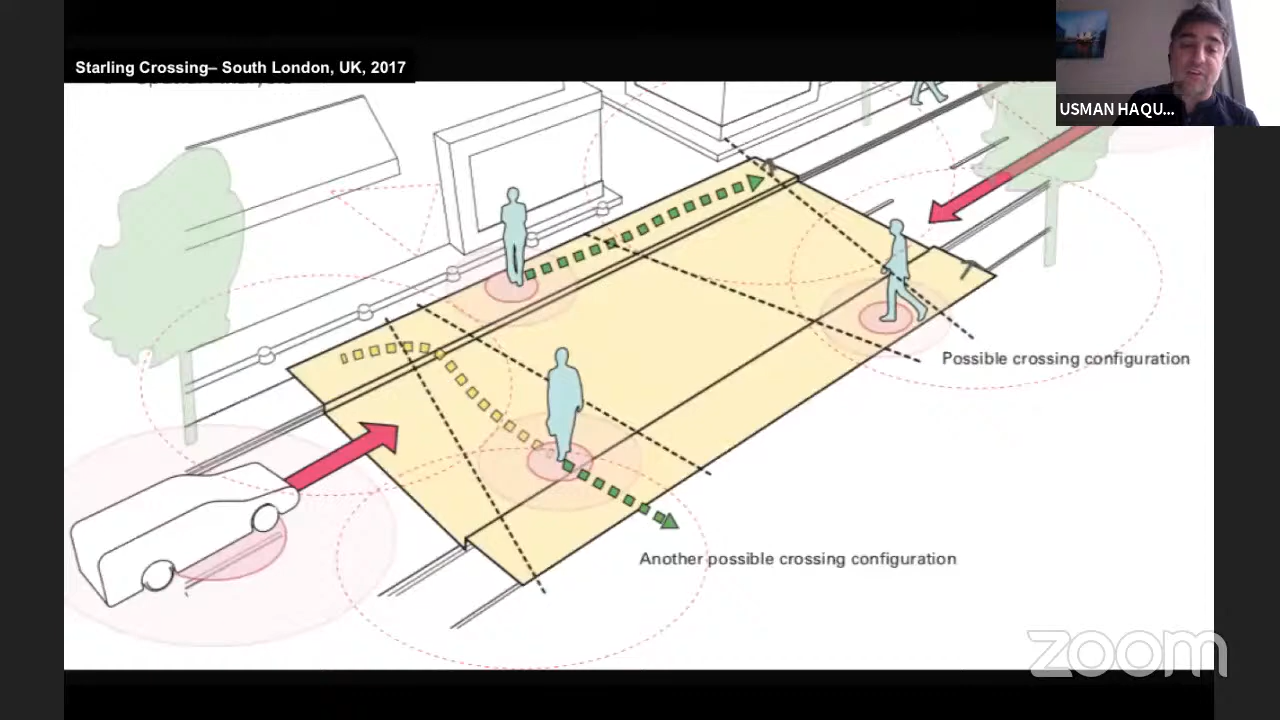 Starling Crossing– South London, UK, 2017
USMAN HAQU...
Possible crossing configuration
Another possible crossing configuration
zoom